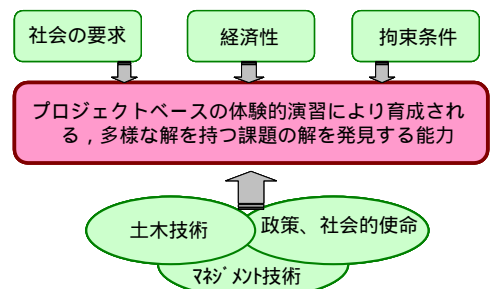 社会の要求
経済性
拘束条件
プロジェクトベースの体験的演習により育成され
る，多様な解を持つ課題の解を発見する能力
土木技術
政策、社会的使命
ﾏﾈｼﾞﾒﾝﾄ技術